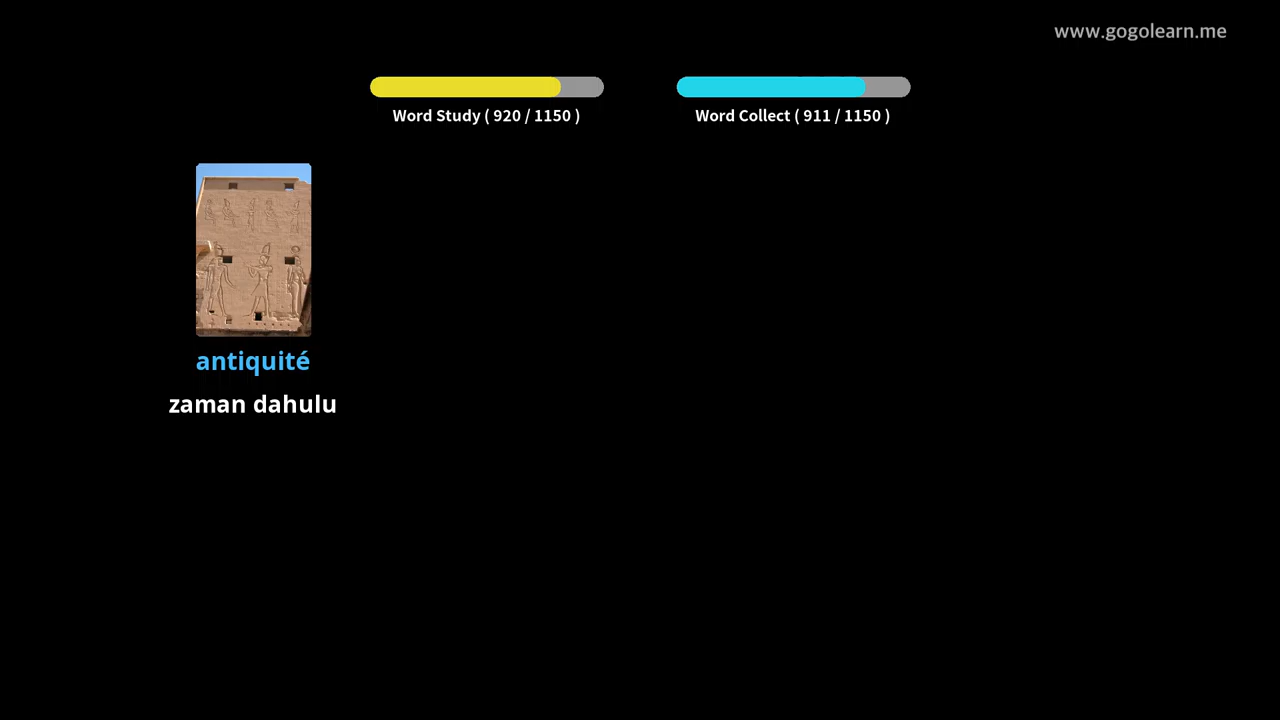 www.gogolearn.me
Word Study ( 920 / 1150 )
Word Collect ( 911 / 1150 )
antiquité
zaman dahulu